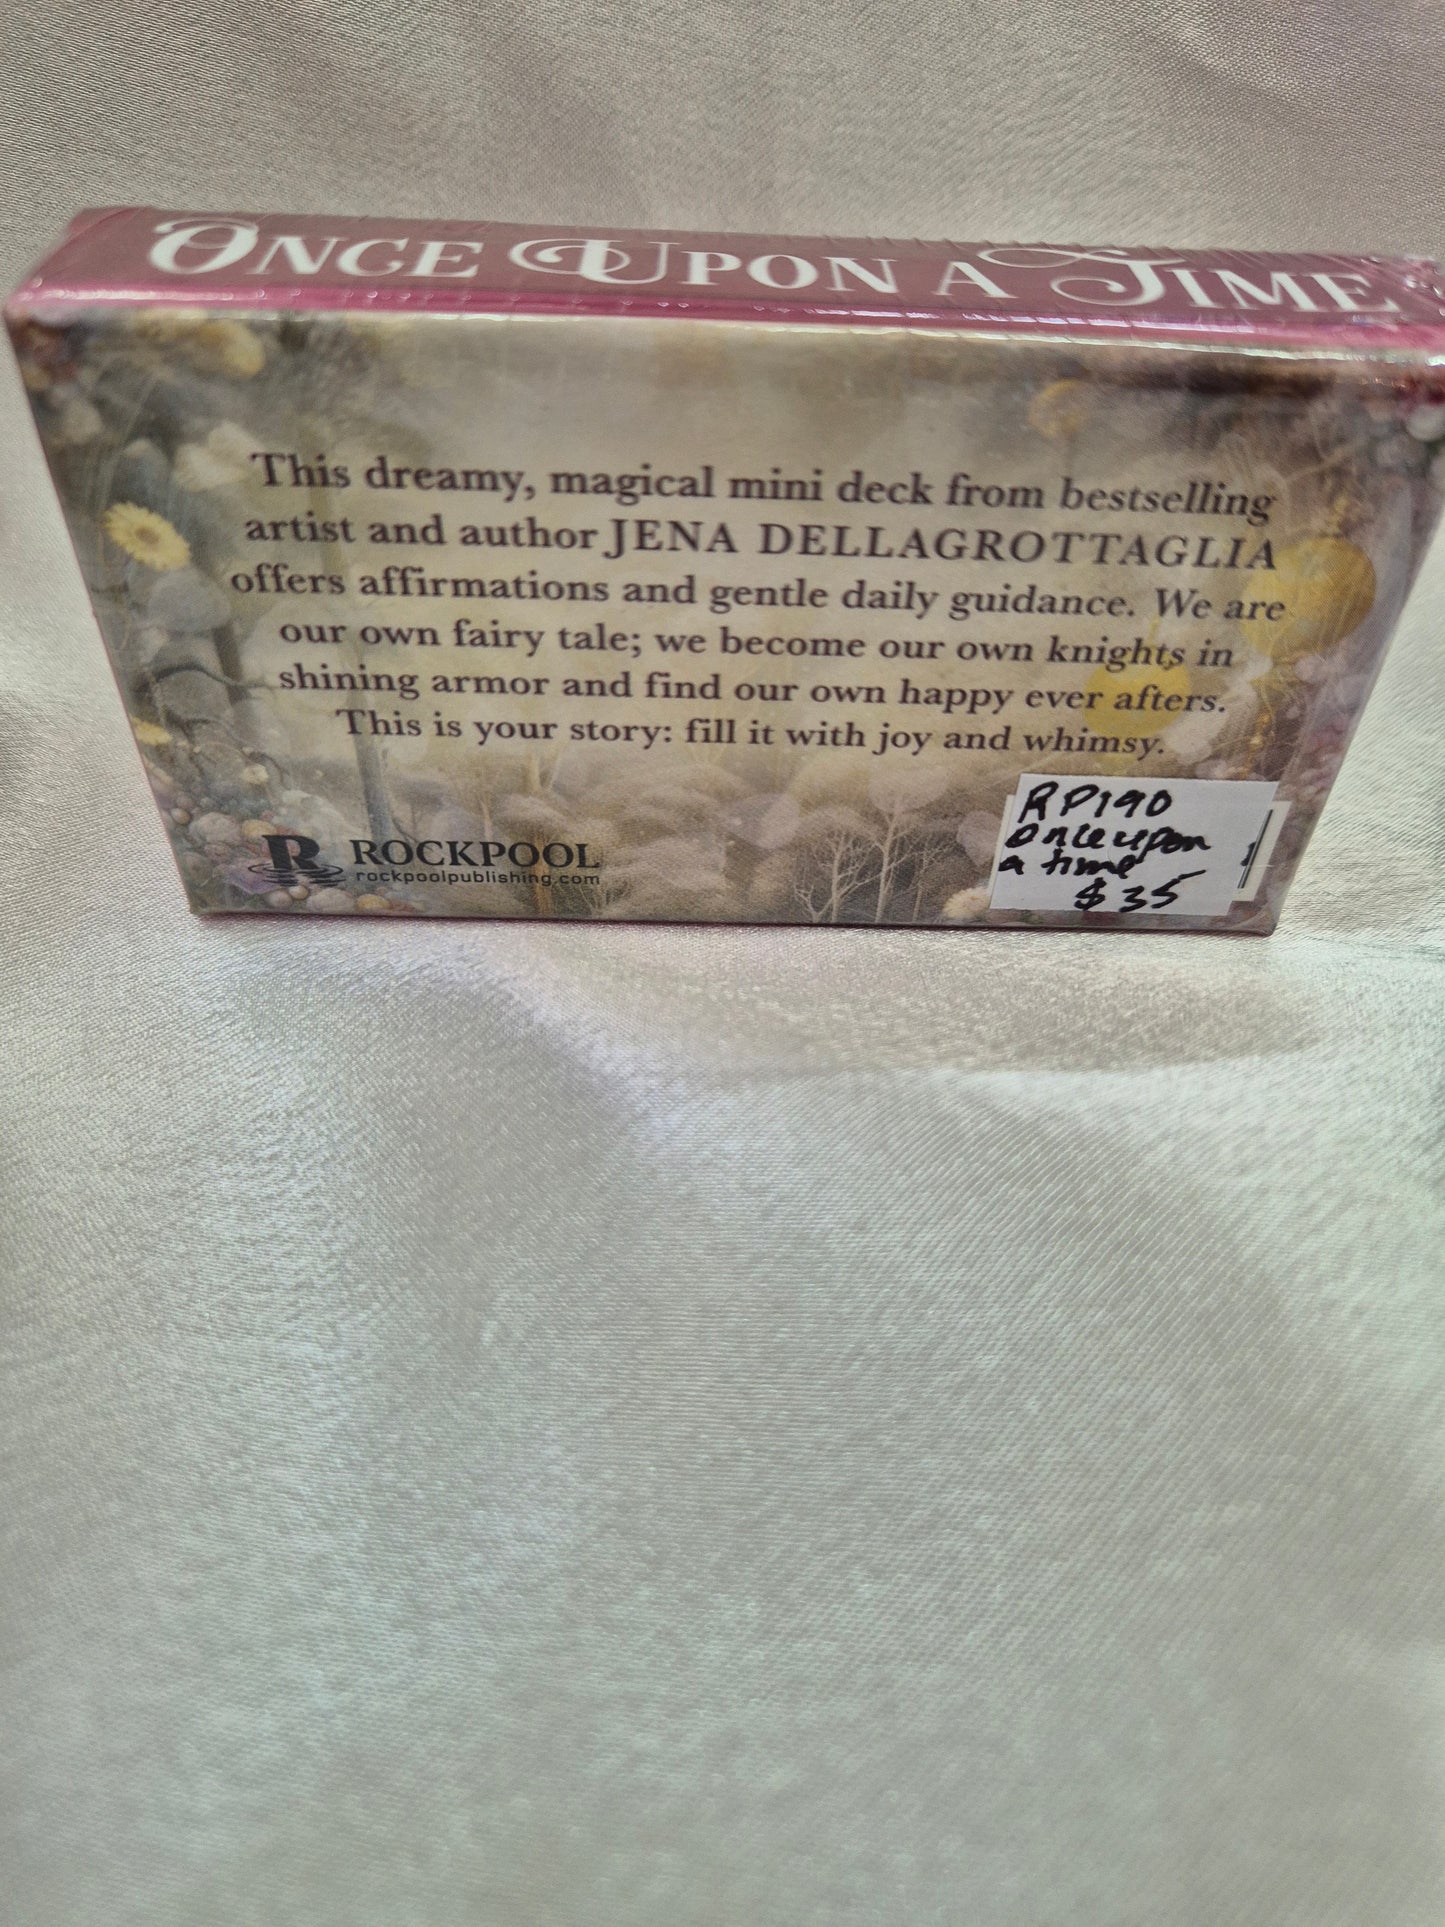 ONCE UPON A TIME
This dreamy, magical mini deck from bestselling
artist and author JENA DELLAGROTTAGLIA
offers affirmations and gentle daily guidance. We are
our own fairy tale; we become our own knights in
shining armor and find our own happy ever afters.
This is your story: fill it with joy and whimsy.
R ROCKPOOL
rockpoolpublishing.com
RP190
Once upon
a time
$35